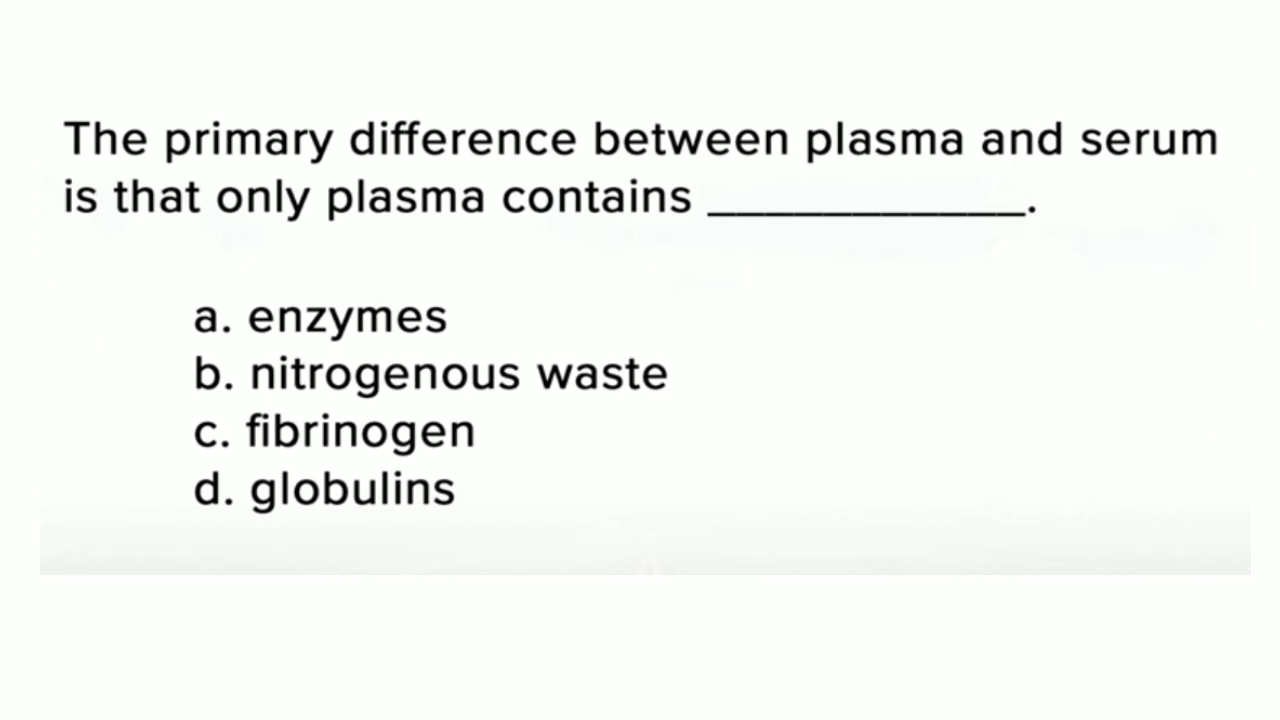 The primary difference between plasma and serum
is that only plasma contains ____________.
a. enzymes
b. nitrogenous waste
c. fibrinogen
d. globulins